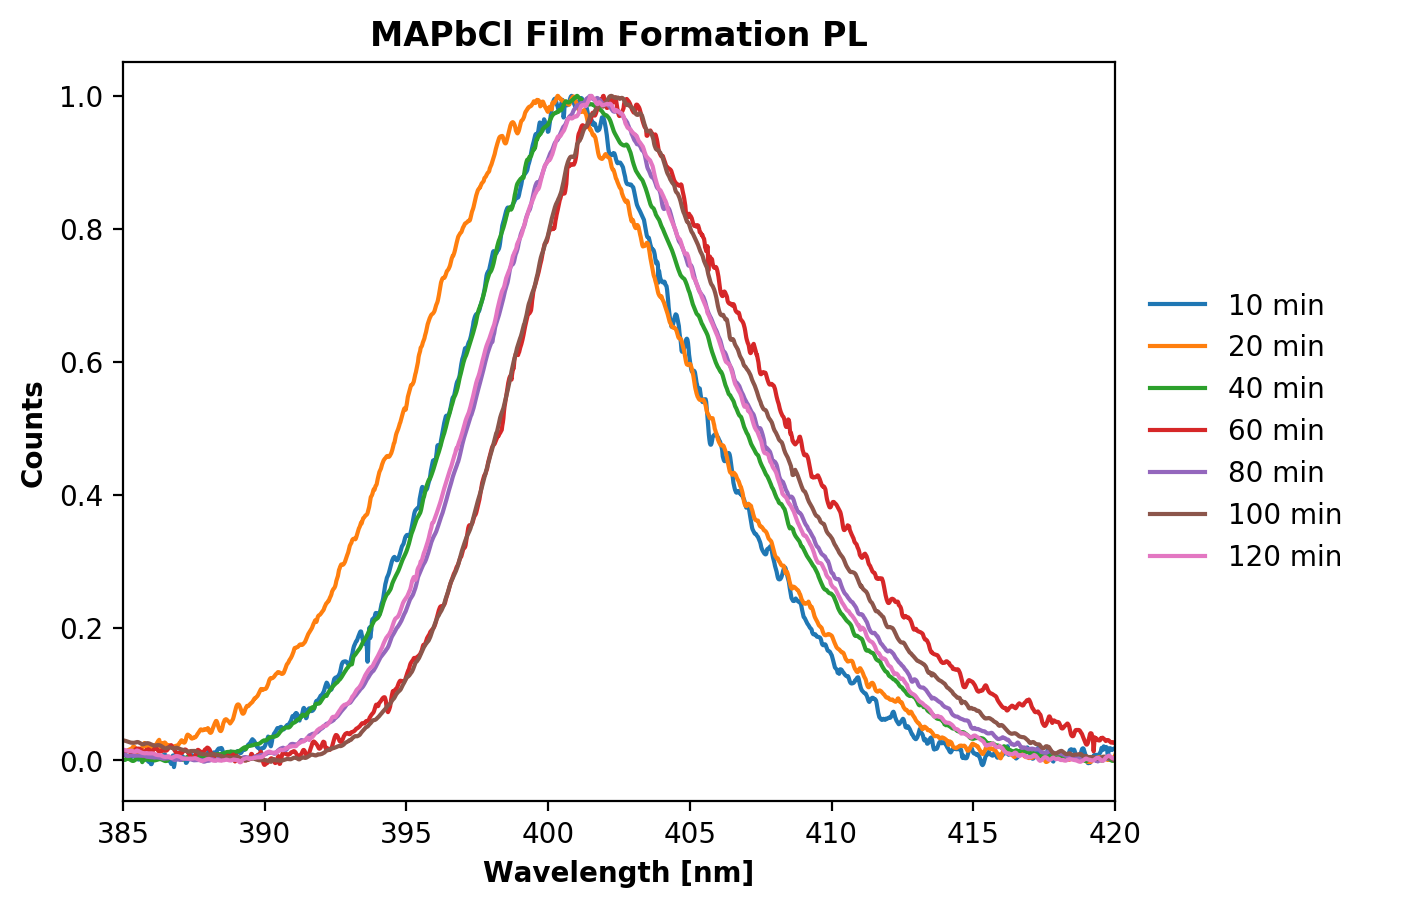 MAPbCl Film Formation PL
1.0
0.8
0.6
0.4
0.2
0.0
Counts
385 390 395 400 405 410 415 420
Wavelength [nm]
10 min
20 min
40 min
60 min
80 min
100 min
120 min